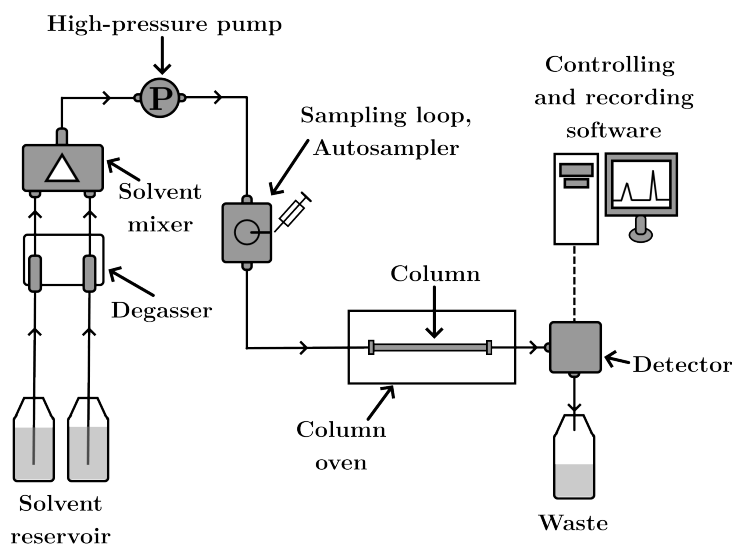 High-pressure pump
P
Controlling
and recording
software
Sampling loop,
Autosampler
Solvent
mixer
Degasser
Column
Detector
Column
oven
Solvent
reservoir
Waste